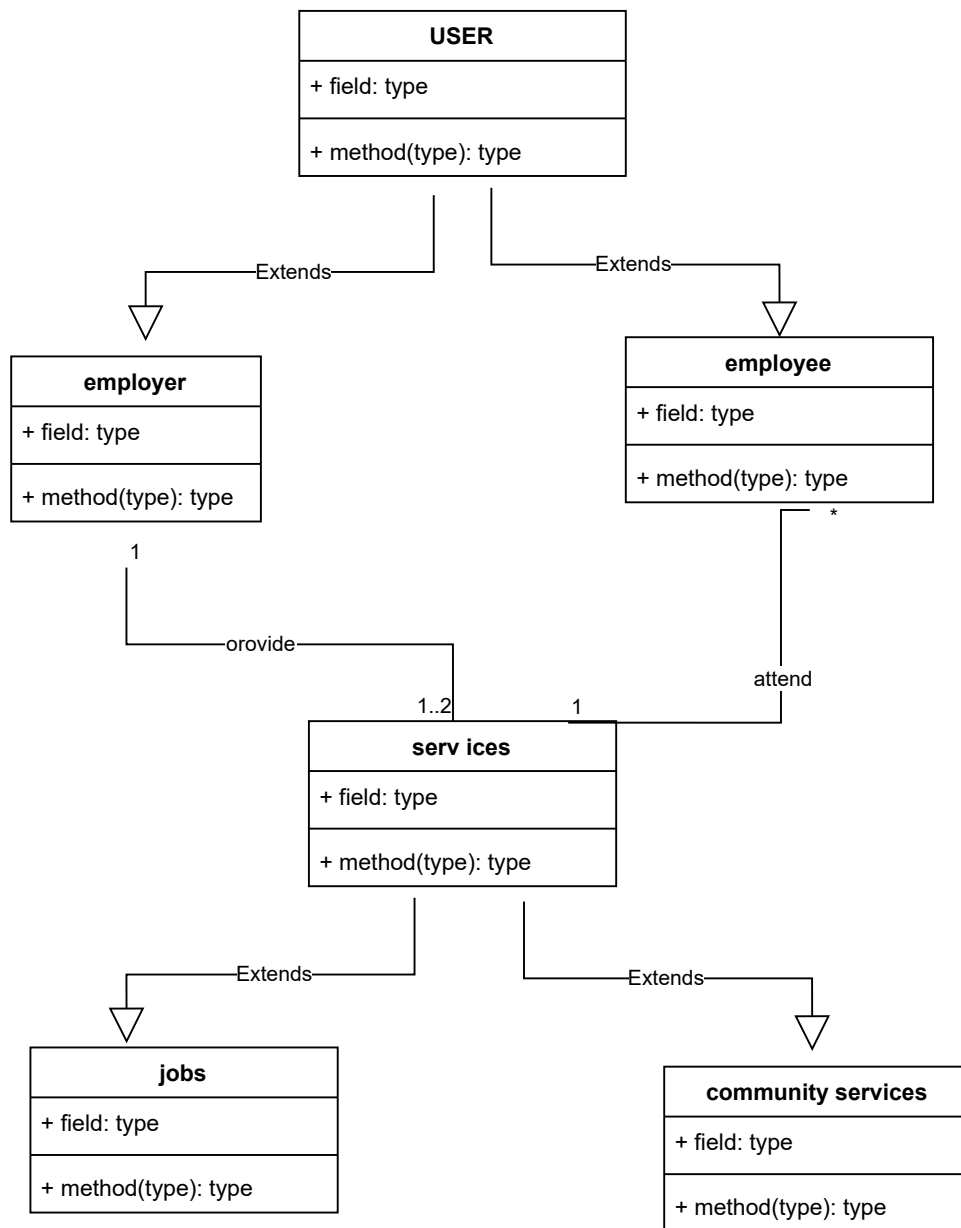 USER
+ field: type
+ method(type): type
Extends
Extends
employer
+ field: type
+ method(type): type
employee
+ field: type
+ method(type): type
1
*
orovide
attend
1..2
1
serv ices
+ field: type
+ method(type): type
Extends
Extends
jobs
+ field: type
+ method(type): type
community services
+ field: type
+ method(type): type